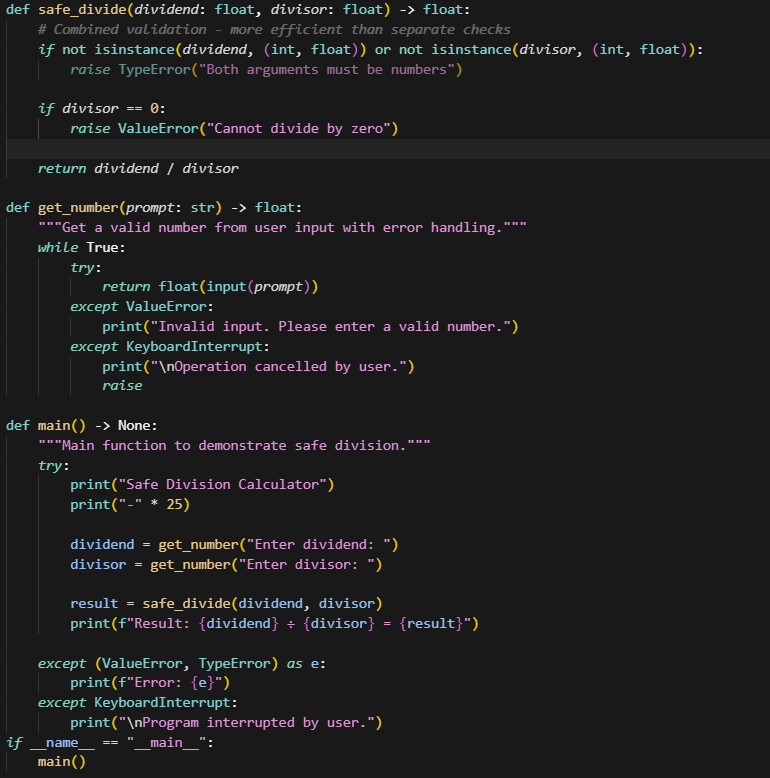 def safe_divide(dividend: float, divisor: float) -> float:
    # Combined validation - more efficient than separate checks
    if not isinstance(dividend, (int, float)) or not isinstance(divisor, (int, float)):
        raise TypeError("Both arguments must be numbers")

    if divisor == 0:
        raise ValueError("Cannot divide by zero")

    return dividend / divisor

def get_number(prompt: str) -> float:
    """Get a valid number from user input with error handling."""
    while True:
        try:
            return float(input(prompt))
        except ValueError:
            print("Invalid input. Please enter a valid number.")
        except KeyboardInterrupt:
            print("\nOperation cancelled by user.")
            raise

def main() -> None:
    """Main function to demonstrate safe division."""
    try:
        print("Safe Division Calculator")
        print("-" * 25)

        dividend = get_number("Enter dividend: ")
        divisor = get_number("Enter divisor: ")

        result = safe_divide(dividend, divisor)
        print(f"Result: {dividend} ÷ {divisor} = {result}")

    except (ValueError, TypeError) as e:
        print(f"Error: {e}")
    except KeyboardInterrupt:
        print("\nProgram interrupted by user.")
if __name__ == "__main__":
    main()